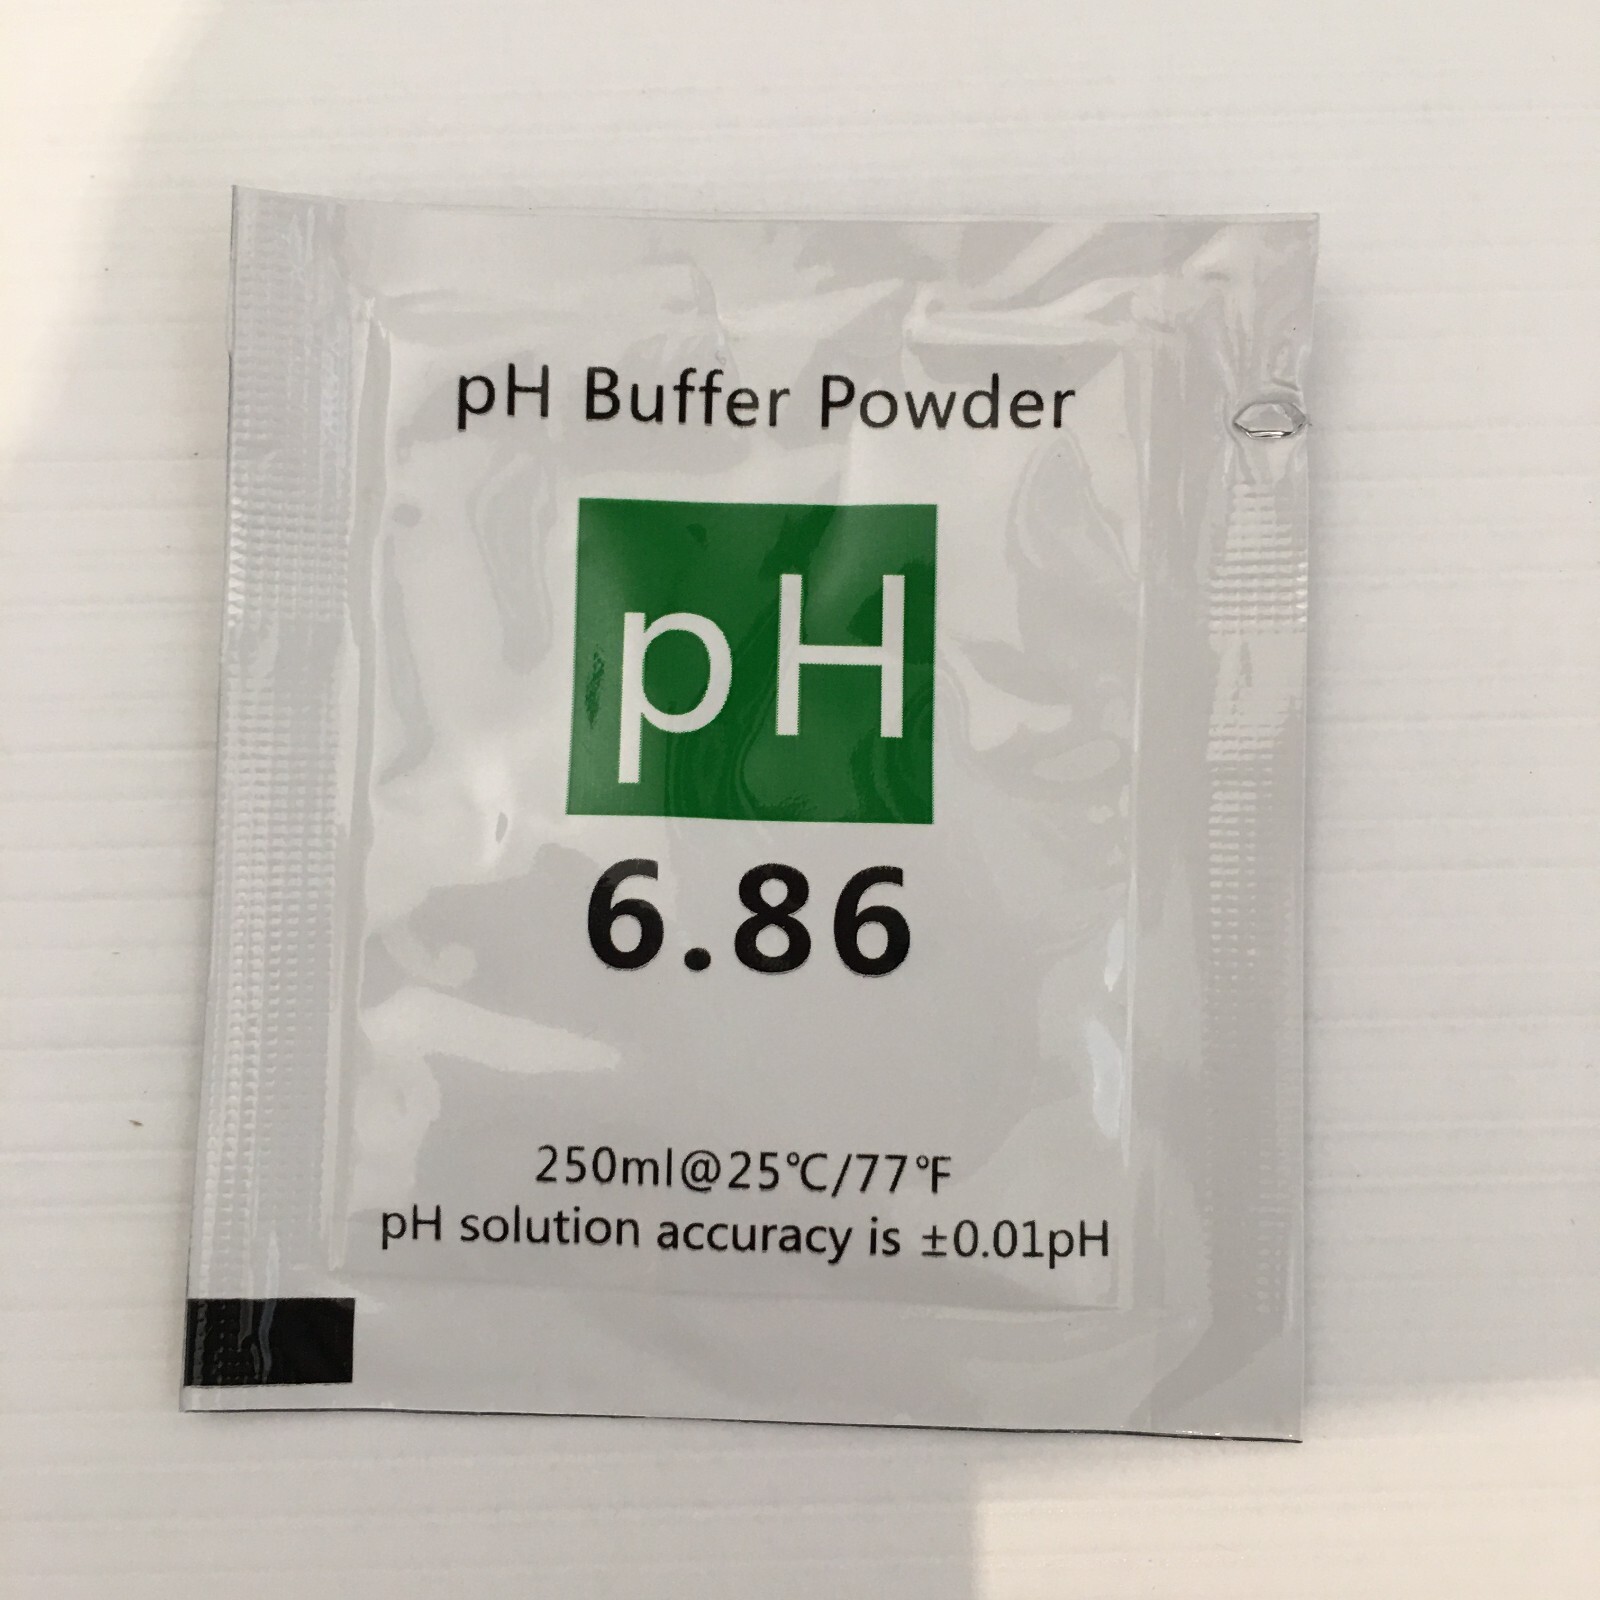 pH Buffer Powder
pH
6.86
250ml@25℃/77℉
pH solution accuracy is ±0.01pH